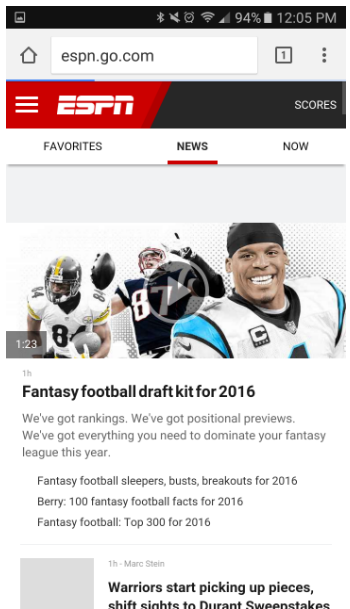 94% 12:05 PM
espn.go.com
1
ESPN
SCORES
FAVORITES
NEWS
NOW
84
87
C
1:23
1h
Fantasy football draft kit for 2016
We've got rankings. We've got positional previews.
We've got everything you need to dominate your fantasy
league this year.
Fantasy football sleepers, busts, breakouts for 2016
Berry: 100 fantasy football facts for 2016
Fantasy football: Top 300 for 2016
1h - Marc Stein
Warriors start picking up pieces,
shift sights to Durant Sweepstakes